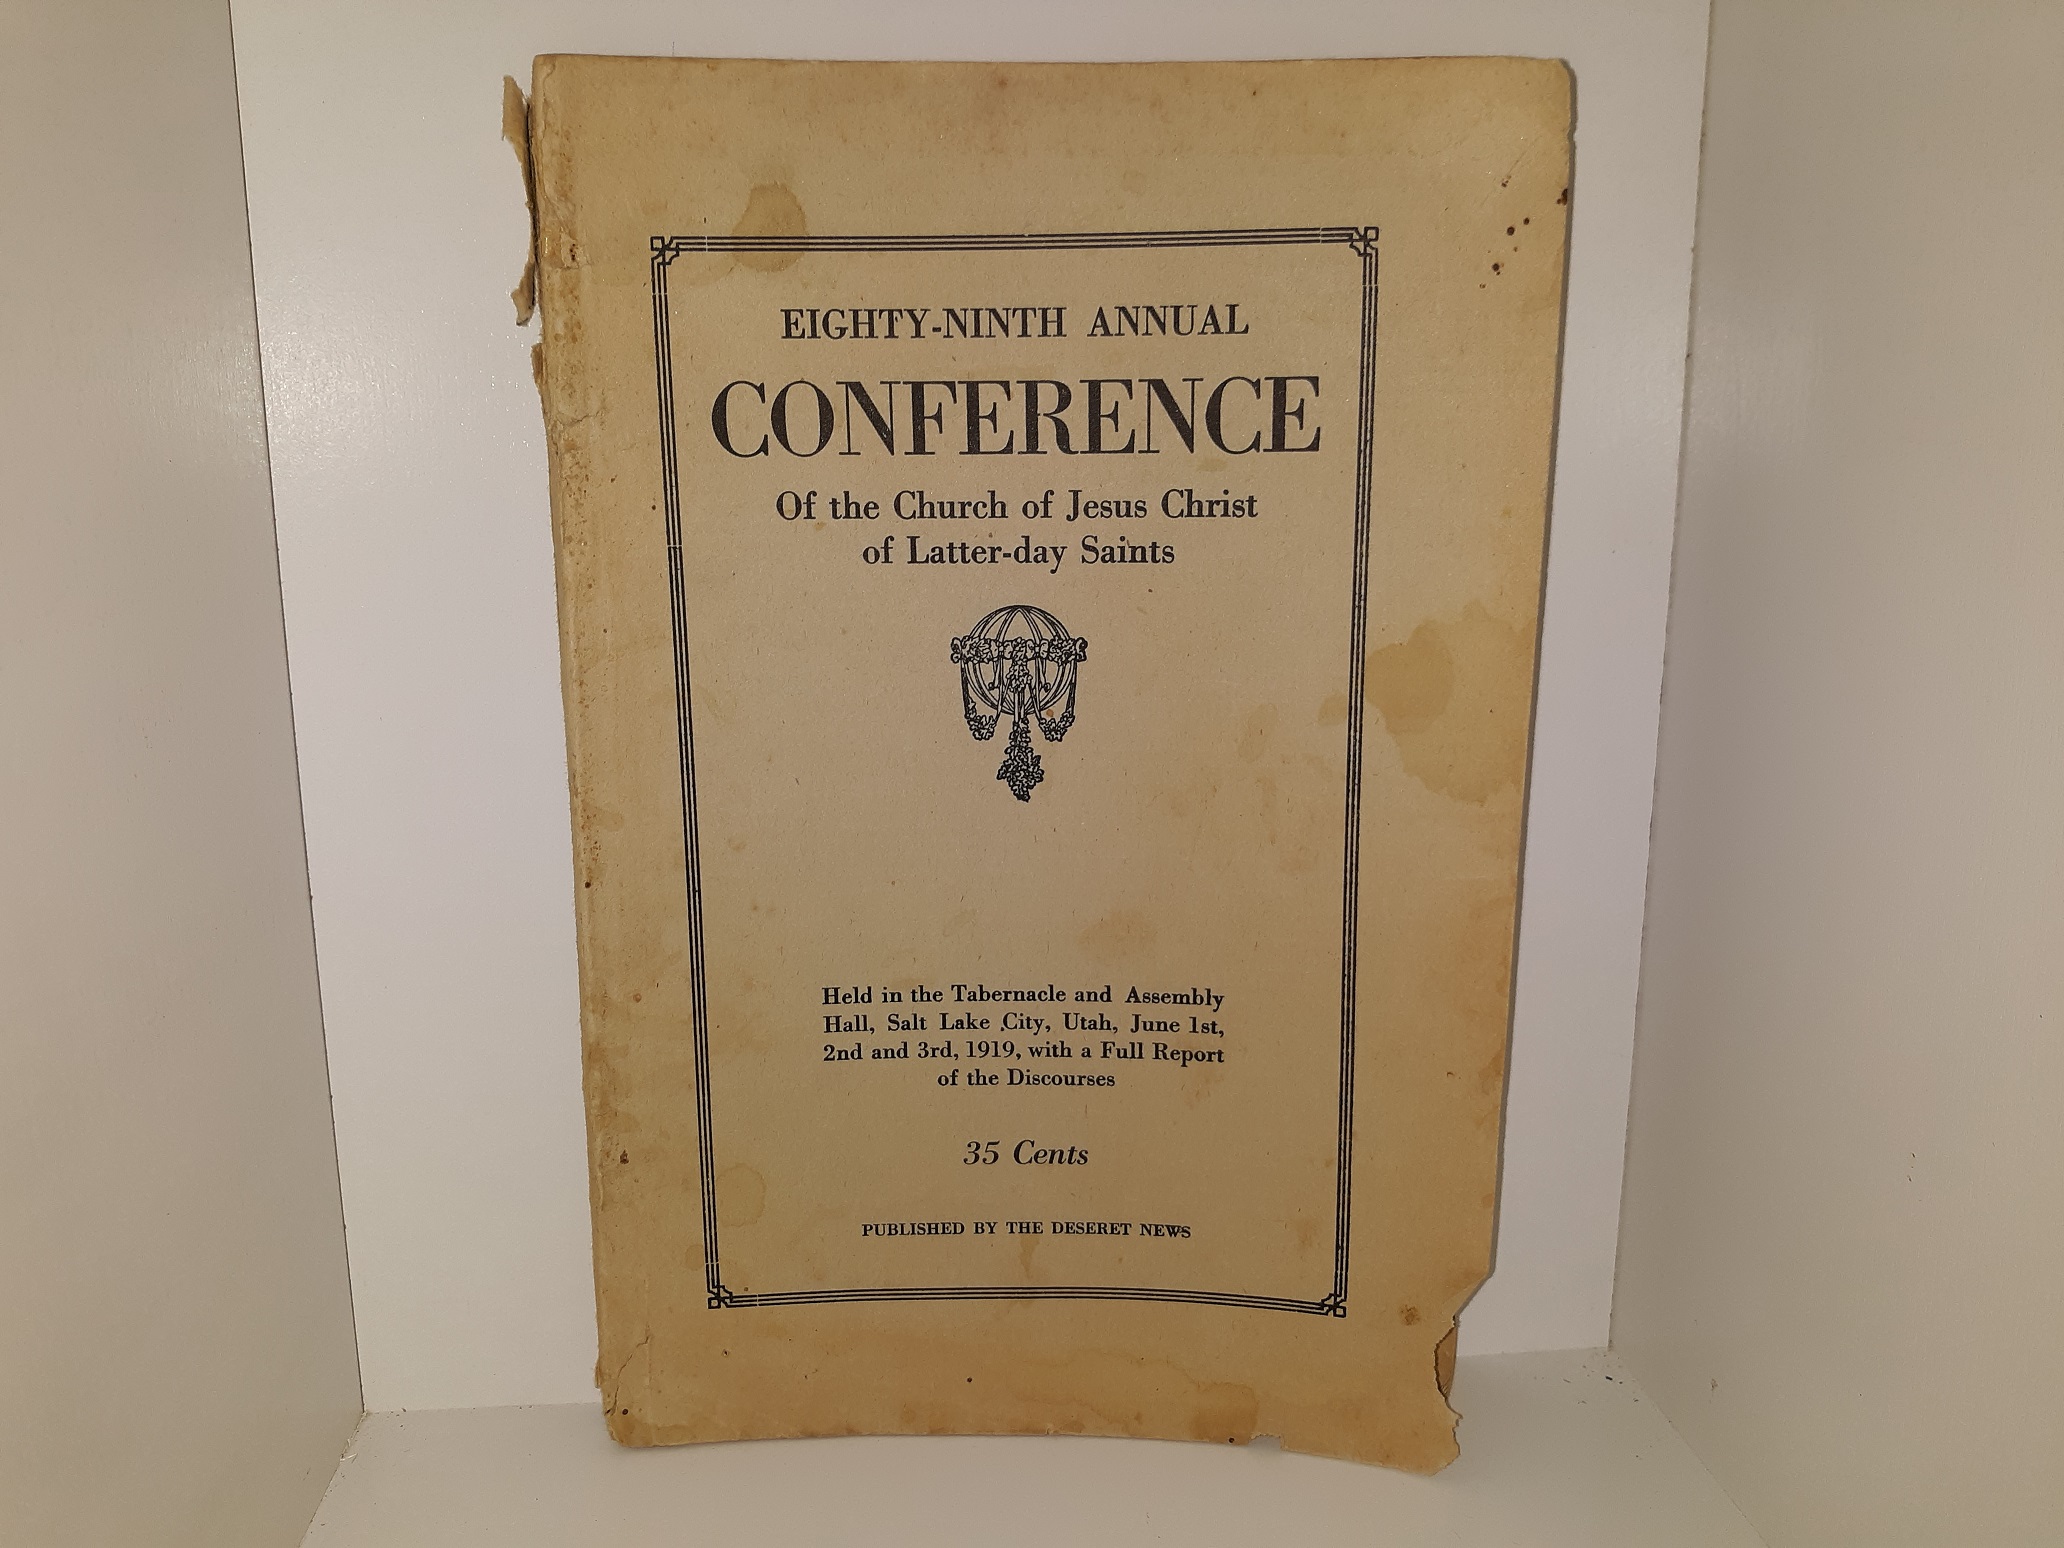 EIGHTY-NINTH ANNUAL
CONFERENCE
Of the Church of Jesus Christ
of Latter-day Saints
Held in the Tabernacle and Assembly
Hall, Salt Lake City, Utah, June 1st,
2nd and 3rd, 1919, with a Full Report
of the Discourses
35 Cents
PUBLISHED BY THE DESERET NEWS